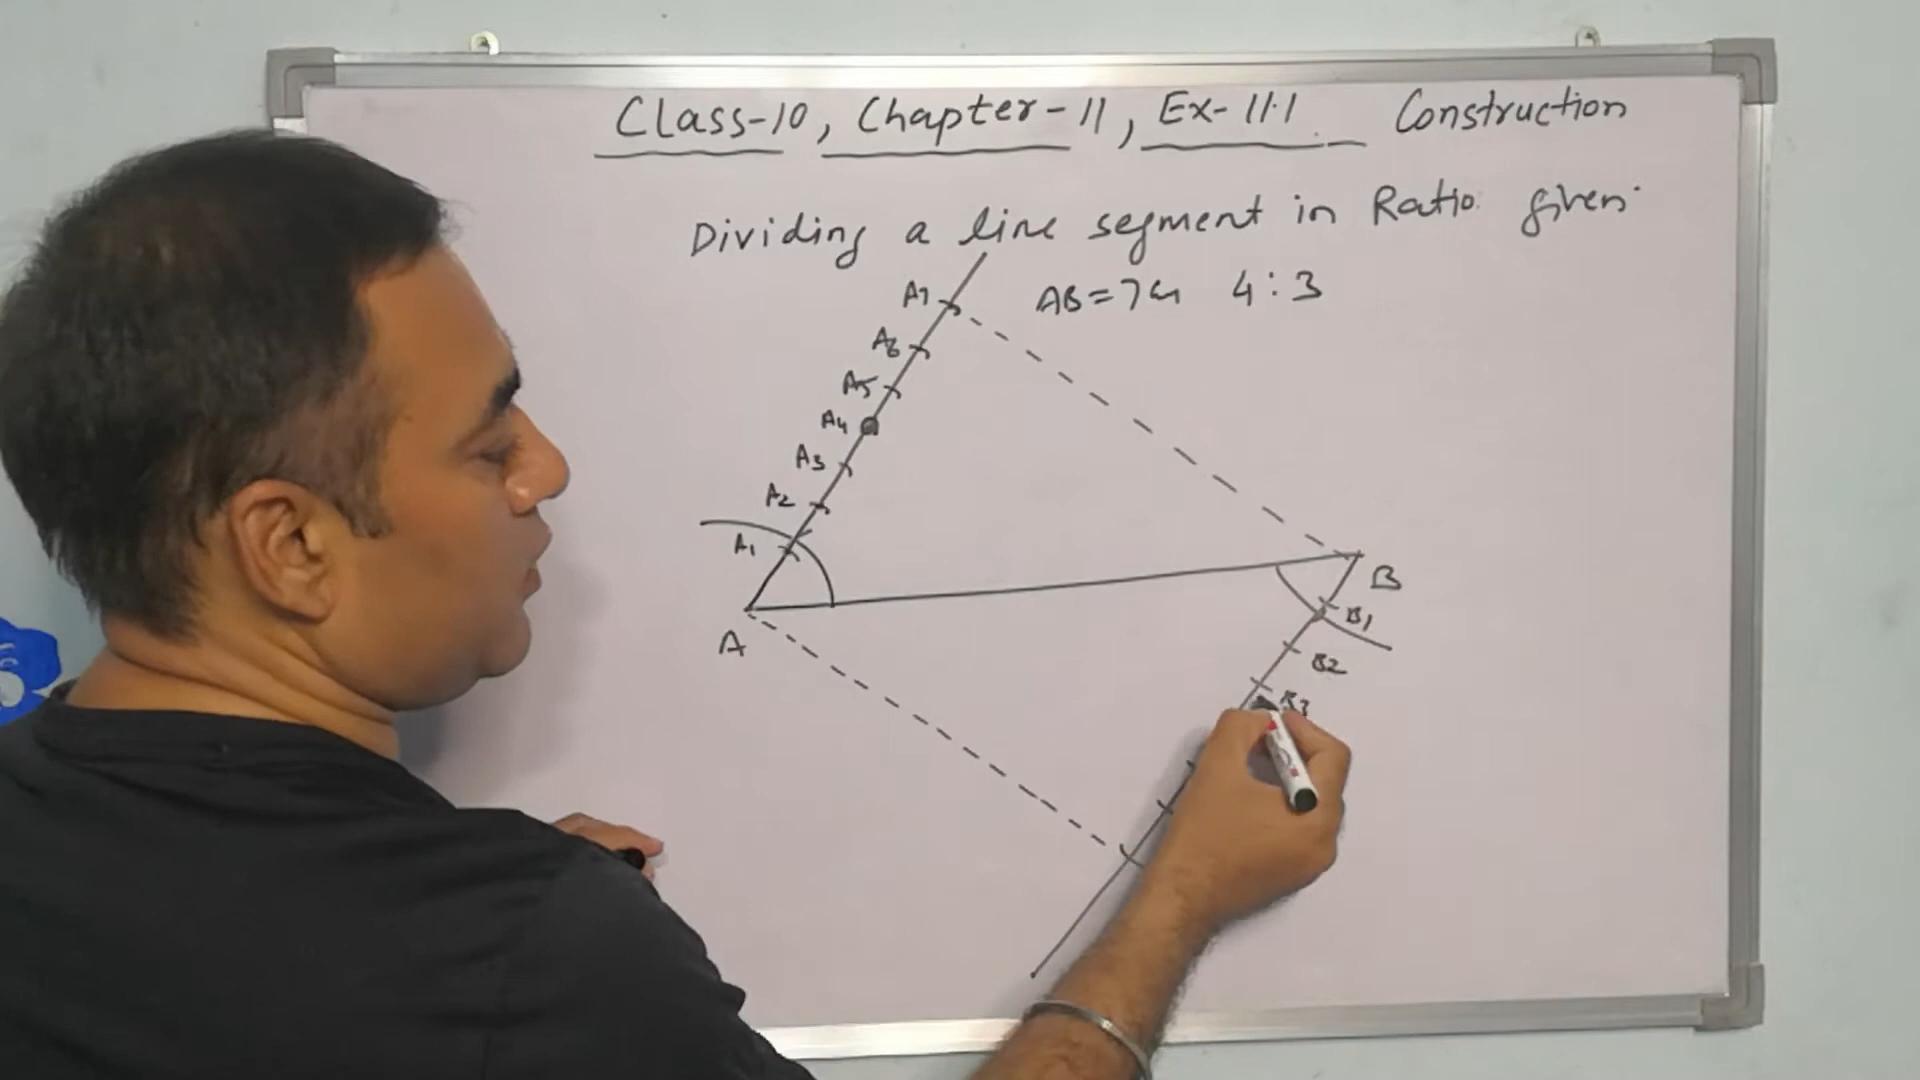 Class-10, Chapter-11, Ex-11.1 Construction
Dividing a line segment in Ratio given
AB=7cm 4:3
A7
A6
A5
A4
A3
A2
A1
A
B
B1
B2
B3